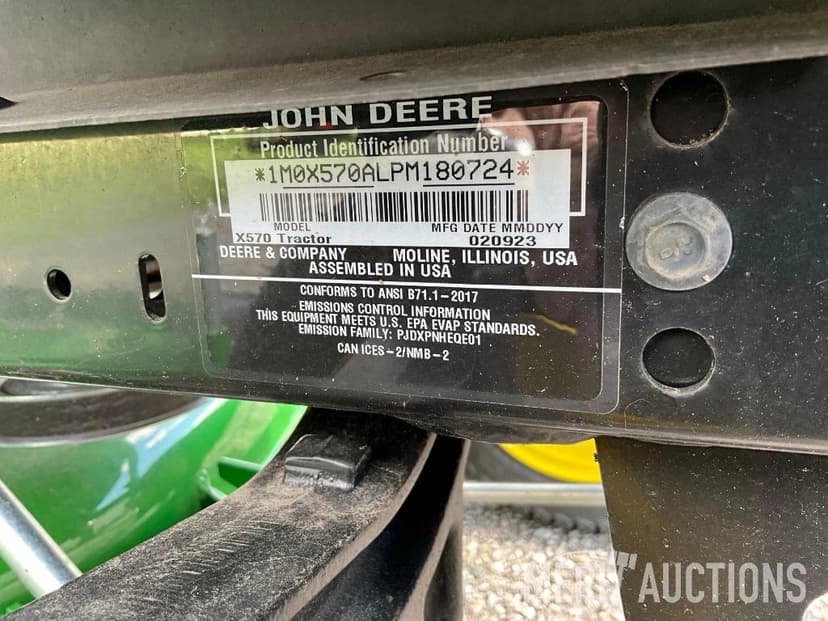 JOHN DEERE
Product Identification Number
*1M0X570ALPM180724*
MODEL MFG DATE MMDDYY
X570 Tractor 020923
DEERE & COMPANY MOLINE, ILLINOIS, USA
ASSEMBLED IN USA
CONFORMS TO ANSI B71.1-2017
EMISSIONS CONTROL INFORMATION
THIS EQUIPMENT MEETS U.S. EPA EVAP STANDARDS.
EMISSION FAMILY: PJDXPNHEQE01
CAN ICES-2/NMB-2
MERIT AUCTIONS